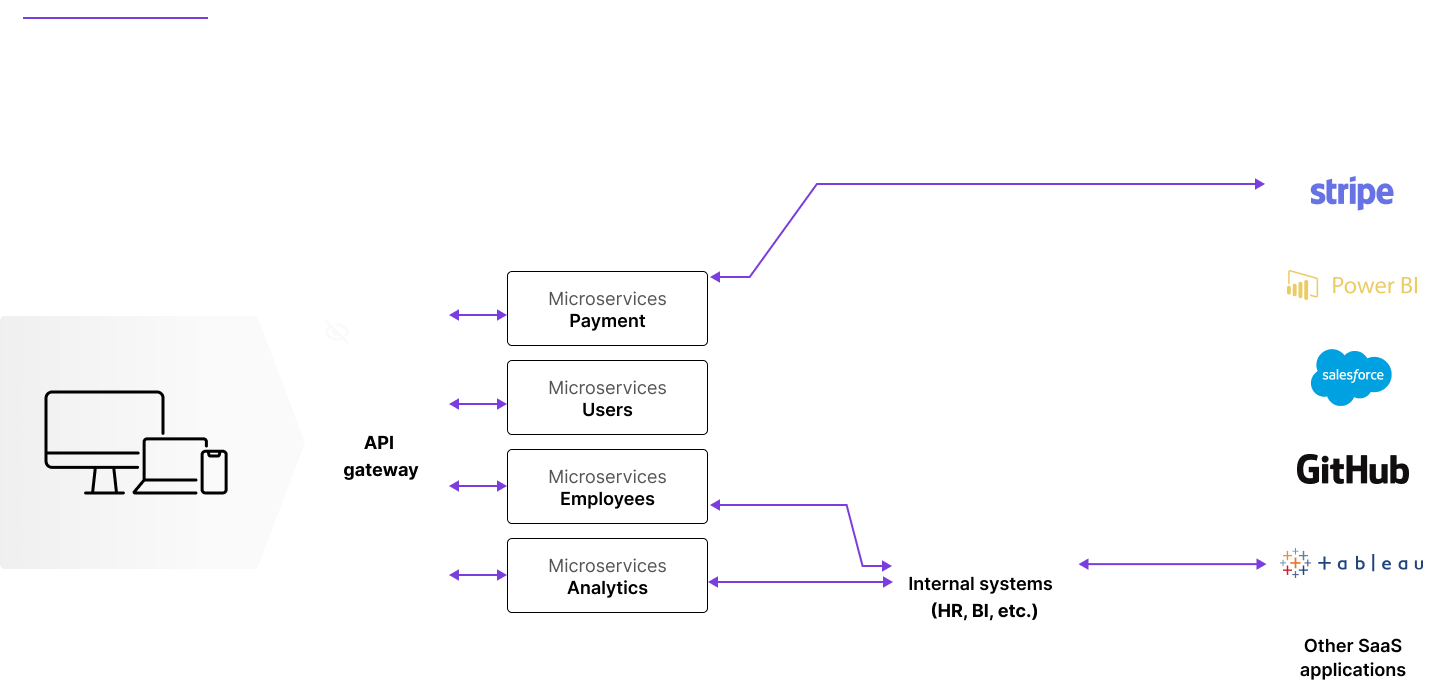 stripe
Microservices
Payment
Power BI
Microservices
Users
salesforce
API
gateway
Microservices
Employees
GitHub
Microservices
Analytics
Internal systems
(HR, BI, etc.)
+ableau
Other SaaS
applications